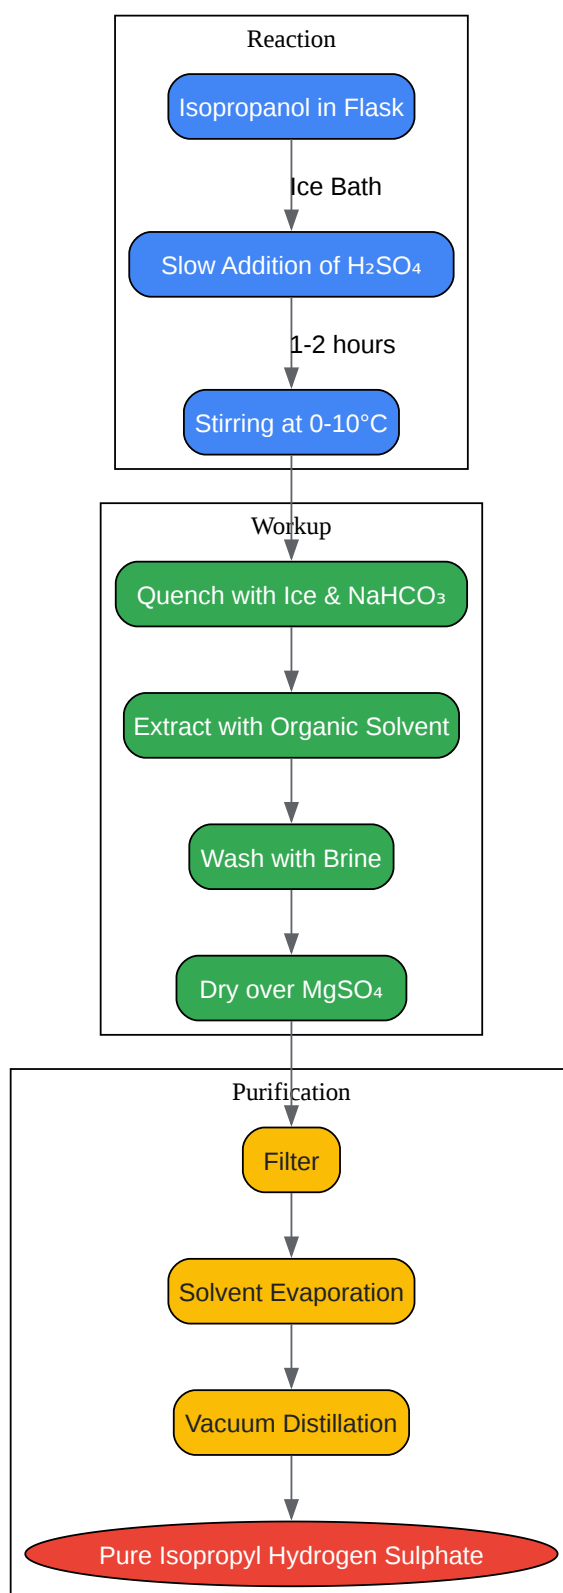 Reaction
Isopropanol in Flask
Ice Bath
Slow Addition of H₂SO₄
1-2 hours
Stirring at 0-10°C
Workup
Quench with Ice & NaHCO₃
Extract with Organic Solvent
Wash with Brine
Dry over MgSO₄
Purification
Filter
Solvent Evaporation
Vacuum Distillation
Pure Isopropyl Hydrogen Sulphate